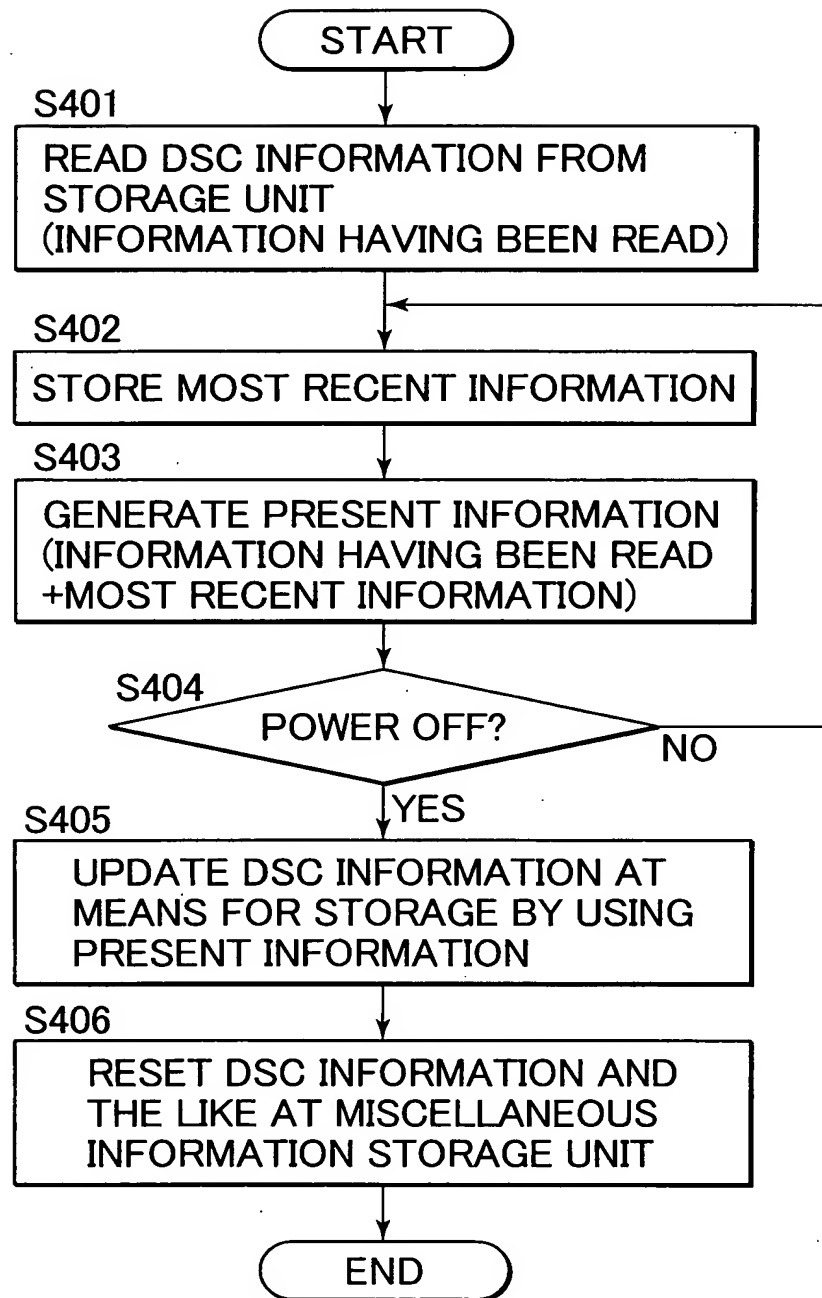 START
S401
READ DSC INFORMATION FROM
STORAGE UNIT
(INFORMATION HAVING BEEN READ)
S402
STORE MOST RECENT INFORMATION
S403
GENERATE PRESENT INFORMATION
(INFORMATION HAVING BEEN READ
+MOST RECENT INFORMATION)
S404
POWER OFF?
NO
YES
S405
UPDATE DSC INFORMATION AT
MEANS FOR STORAGE BY USING
PRESENT INFORMATION
S406
RESET DSC INFORMATION AND
THE LIKE AT MISCELLANEOUS
INFORMATION STORAGE UNIT
END